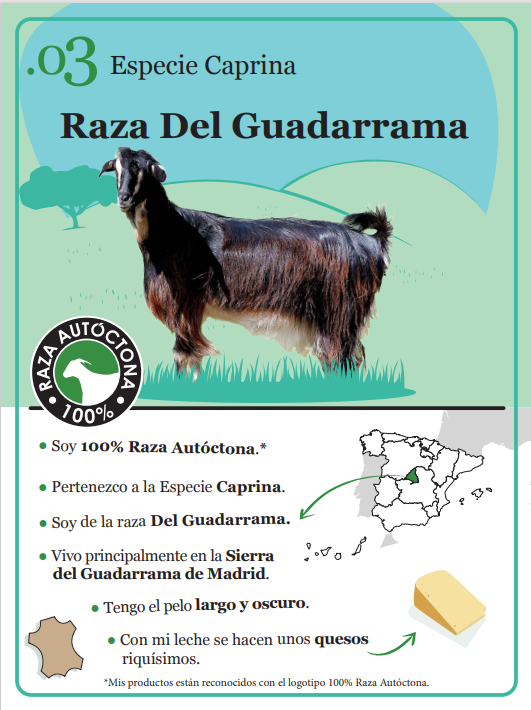 .03 Especie Caprina
Raza Del Guadarrama
RAZA AUTÓCTONA
100%
• Soy 100% Raza Autóctona.*
• Pertenezco a la Especie Caprina.
• Soy de la raza Del Guadarrama.
• Vivo principalmente en la Sierra
del Guadarrama de Madrid.
• Tengo el pelo largo y oscuro.
• Con mi leche se hacen unos quesos
riquísimos.
*Mis productos están reconocidos con el logotipo 100% Raza Autóctona.